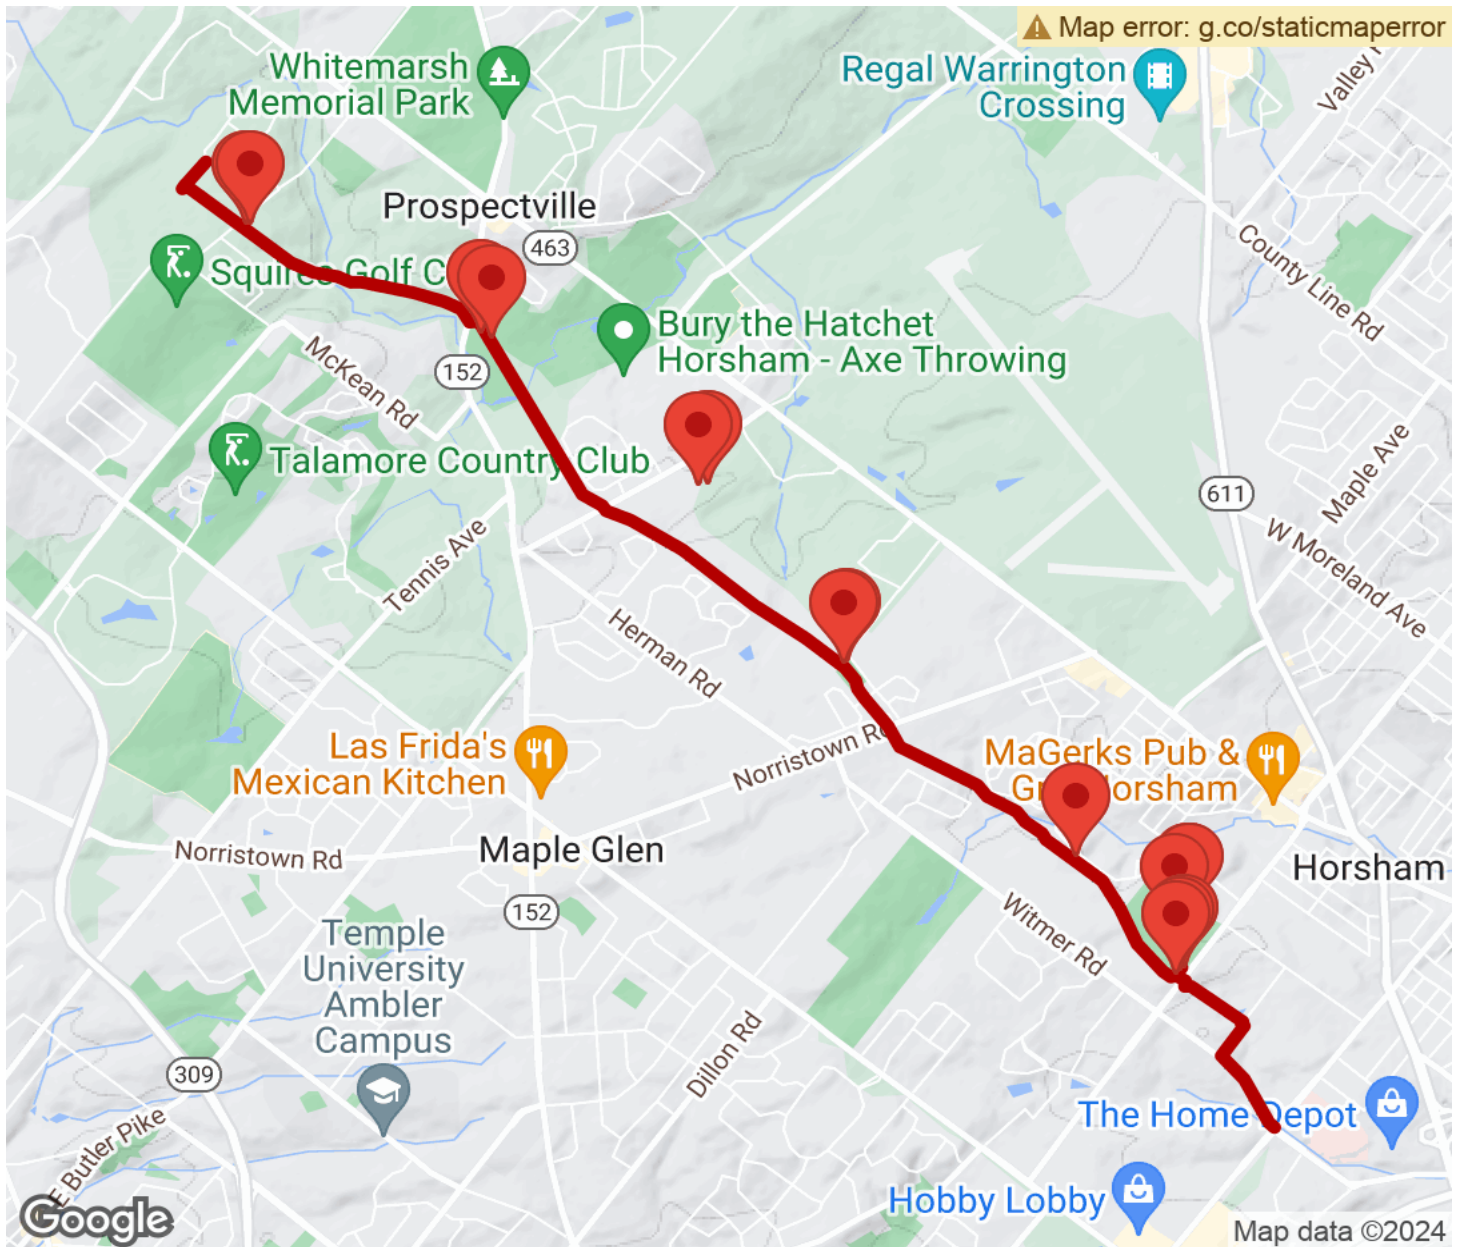 Map error: g.co/staticmaperror
Whitemarsh
Memorial Park
Regal Warrington
Crossing
Valley
Prospectville
463
County Line Rd
Squires Golf C
Bury the Hatchet
Horsham - Axe Throwing
McKean Rd
152
Talamore Country Club
611
Maple Ave
W Moreland Ave
Tennis Ave
Herman Rd
Las Frida's
Mexican Kitchen
Norristown Rd
MaGerks Pub &
Horsham
Norristown Rd
Maple Glen
Horsham
152
Witmer Rd
Temple
University
Ambler
Campus
Dillon Rd
309
The Home Depot
E Butler Pike
Hobby Lobby
Google
Map data ©2024